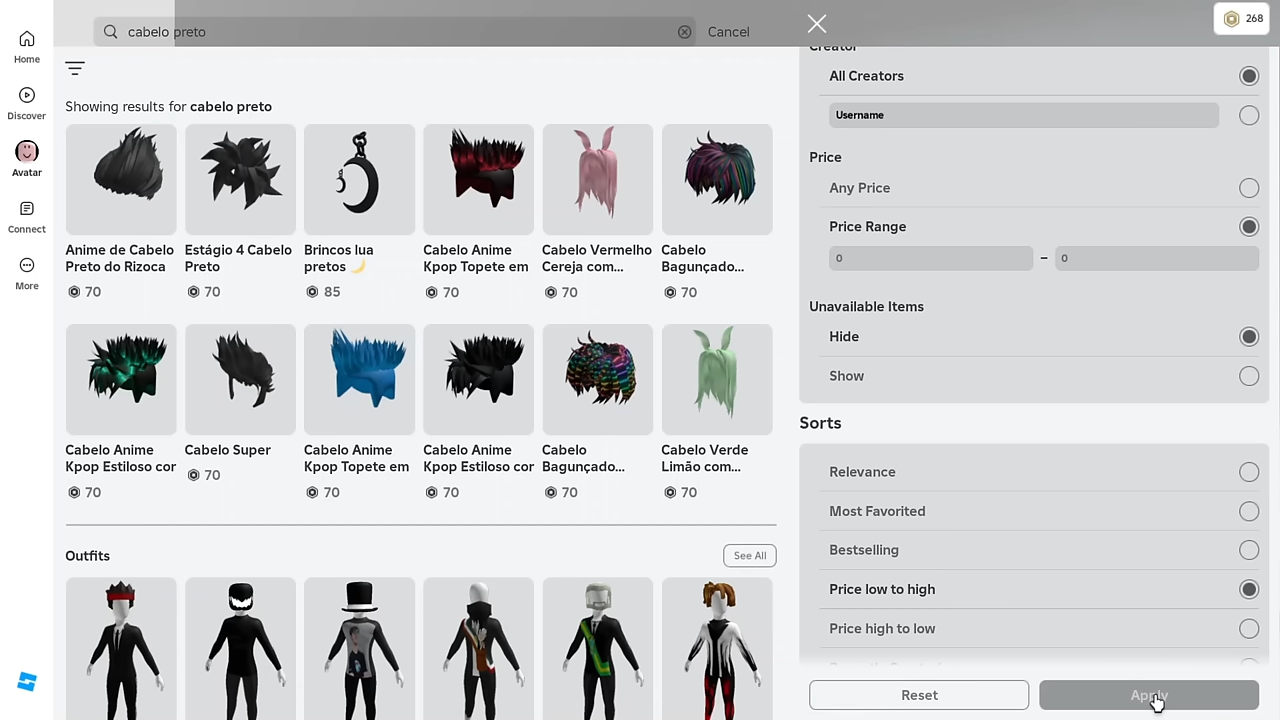 cabelo preto
Cancel
268
Home
Discover
Avatar
Connect
More
Showing results for cabelo preto
Anime de Cabelo
Preto do Rizoca
70
Estágio 4 Cabelo
Preto
70
Brincos lua
pretos 🌙
85
Cabelo Anime
Kpop Topete em
70
Cabelo Vermelho
Cereja com...
70
Cabelo
Bagunçado...
70
Cabelo Anime
Kpop Estiloso cor
70
Cabelo Super
70
Cabelo Anime
Kpop Topete em
70
Cabelo Anime
Kpop Estiloso cor
70
Cabelo
Bagunçado...
70
Cabelo Verde
Limão com...
70
Outfits
See All
Creator
All Creators
Username
Price
Any Price
Price Range
0 – 0
Unavailable Items
Hide
Show
Sorts
Relevance
Most Favorited
Bestselling
Price low to high
Price high to low
Reset
Apply